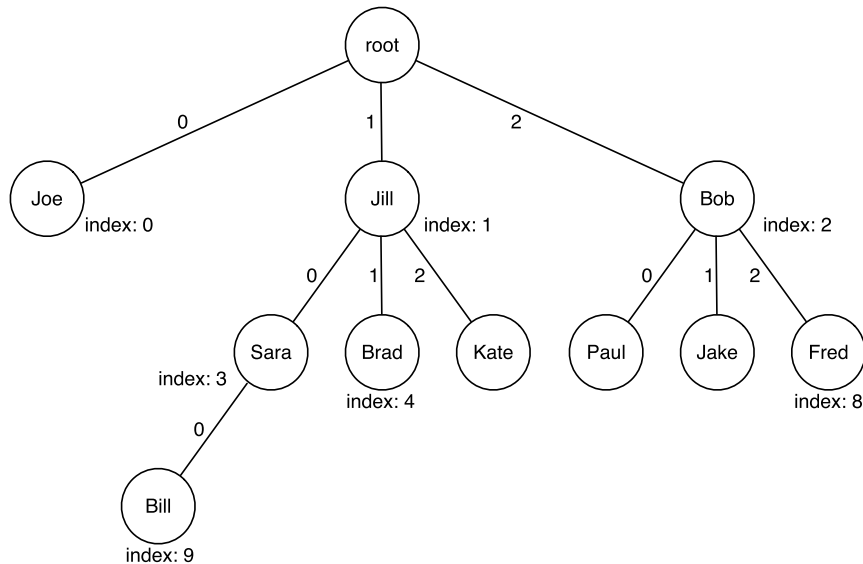 root
0
1
2
Joe
Jill
Bob
index: 0
index: 1
index: 2
0
1
2
0
1
2
Sara
Brad
Kate
Paul
Jake
Fred
index: 3
index: 4
index: 8
0
Bill
index: 9